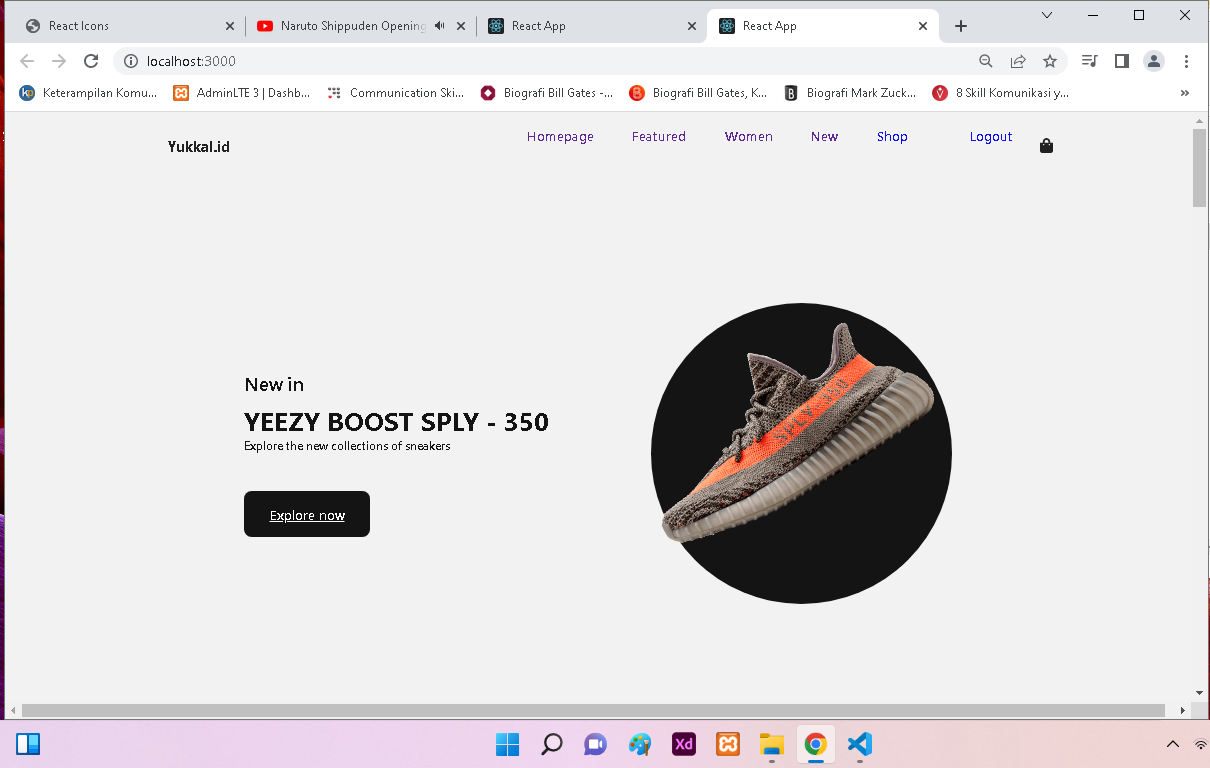 React Icons
Naruto Shippuden Opening
React App
React App
localhost:3000
Keterampilan Komu...
AdminLTE 3 | Dashb...
Communication Ski...
Biografi Bill Gates -...
Biografi Bill Gates, K...
Biografi Mark Zuck...
8 Skill Komunikasi y...
Yukkal.id
Homepage
Featured
Women
New
Shop
Logout
New in
YEEZY BOOST SPLY - 350
Explore the new collections of sneakers
Explore now
SPLY 350
Xd